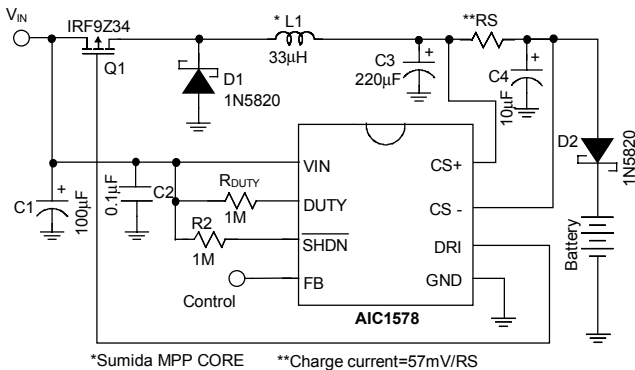 VIN
IRF9Z34
* L1
**RS
Q1
33µH
C3
220µF
C4
10µF
D1
1N5820
D2
1N5820
VIN
CS+
RDUTY
C1
100µF
C2
0.1µF
1M
DUTY
CS -
R2
1M
SHDN
DRI
Battery
FB
GND
Control
AIC1578
*Sumida MPP CORE
**Charge current=57mV/RS